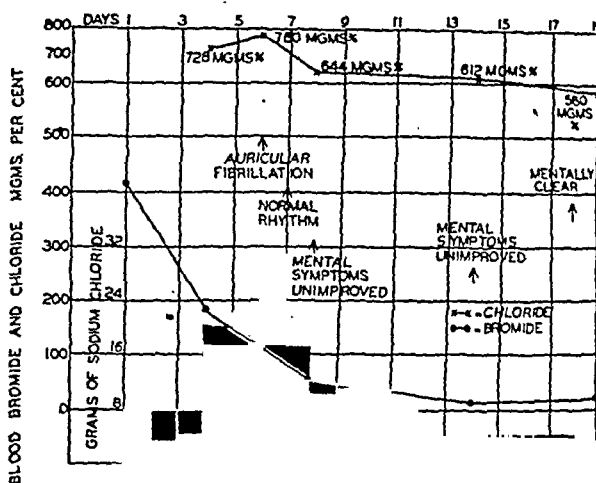 DAYS 1 3 5 7 9 11 13 15 17
BLOOD BROMIDE AND CHLORIDE MGMS. PER CENT
800
700
600
500
400
300
200
100
0
GRAMS OF SODIUM CHLORIDE
32
24
16
8
728 MGMS %
MGMS %
644 MGMS %
612 MGMS %
MGMS
%
AURICULAR
FIBRILLATION
NORMAL
RHYTHM
MENTAL
SYMPTOMS
UNIMPROVED
MENTAL
SYMPTOMS
UNIMPROVED
MENTALLY
CLEAR
x—x = CHLORIDE
•—• = BROMIDE